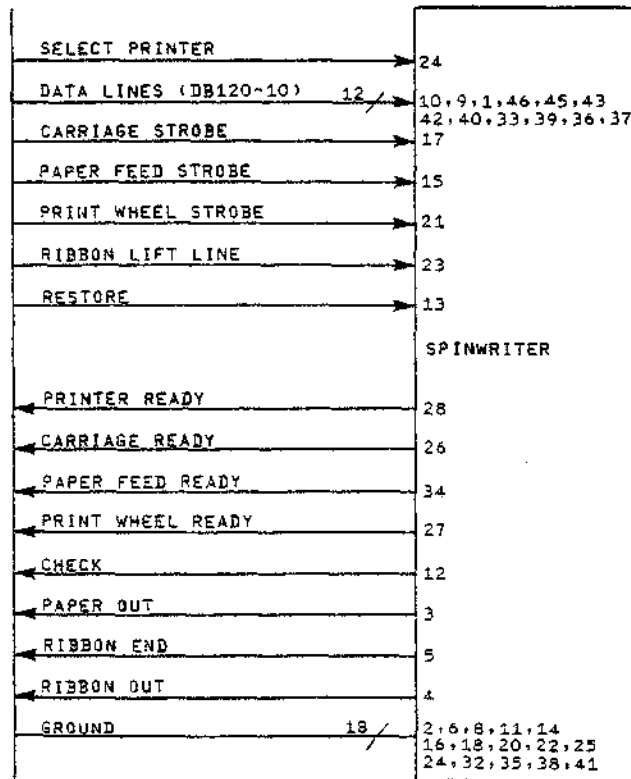 SELECT PRINTER 24
DATA LINES (DB120~10) 12 10,9,1,46,45,43
42,40,33,39,36,37
CARRIAGE STROBE 17
PAPER FEED STROBE 15
PRINT WHEEL STROBE 21
RIBBON LIFT LINE 23
RESTORE 13
SPINWRITER
PRINTER READY 28
CARRIAGE READY 26
PAPER FEED READY 34
PRINT WHEEL READY 27
CHECK 12
PAPER OUT 3
RIBBON END 5
RIBBON OUT 4
GROUND 18 2,6,8,11,14
16,18,20,22,25
24,32,35,38,41